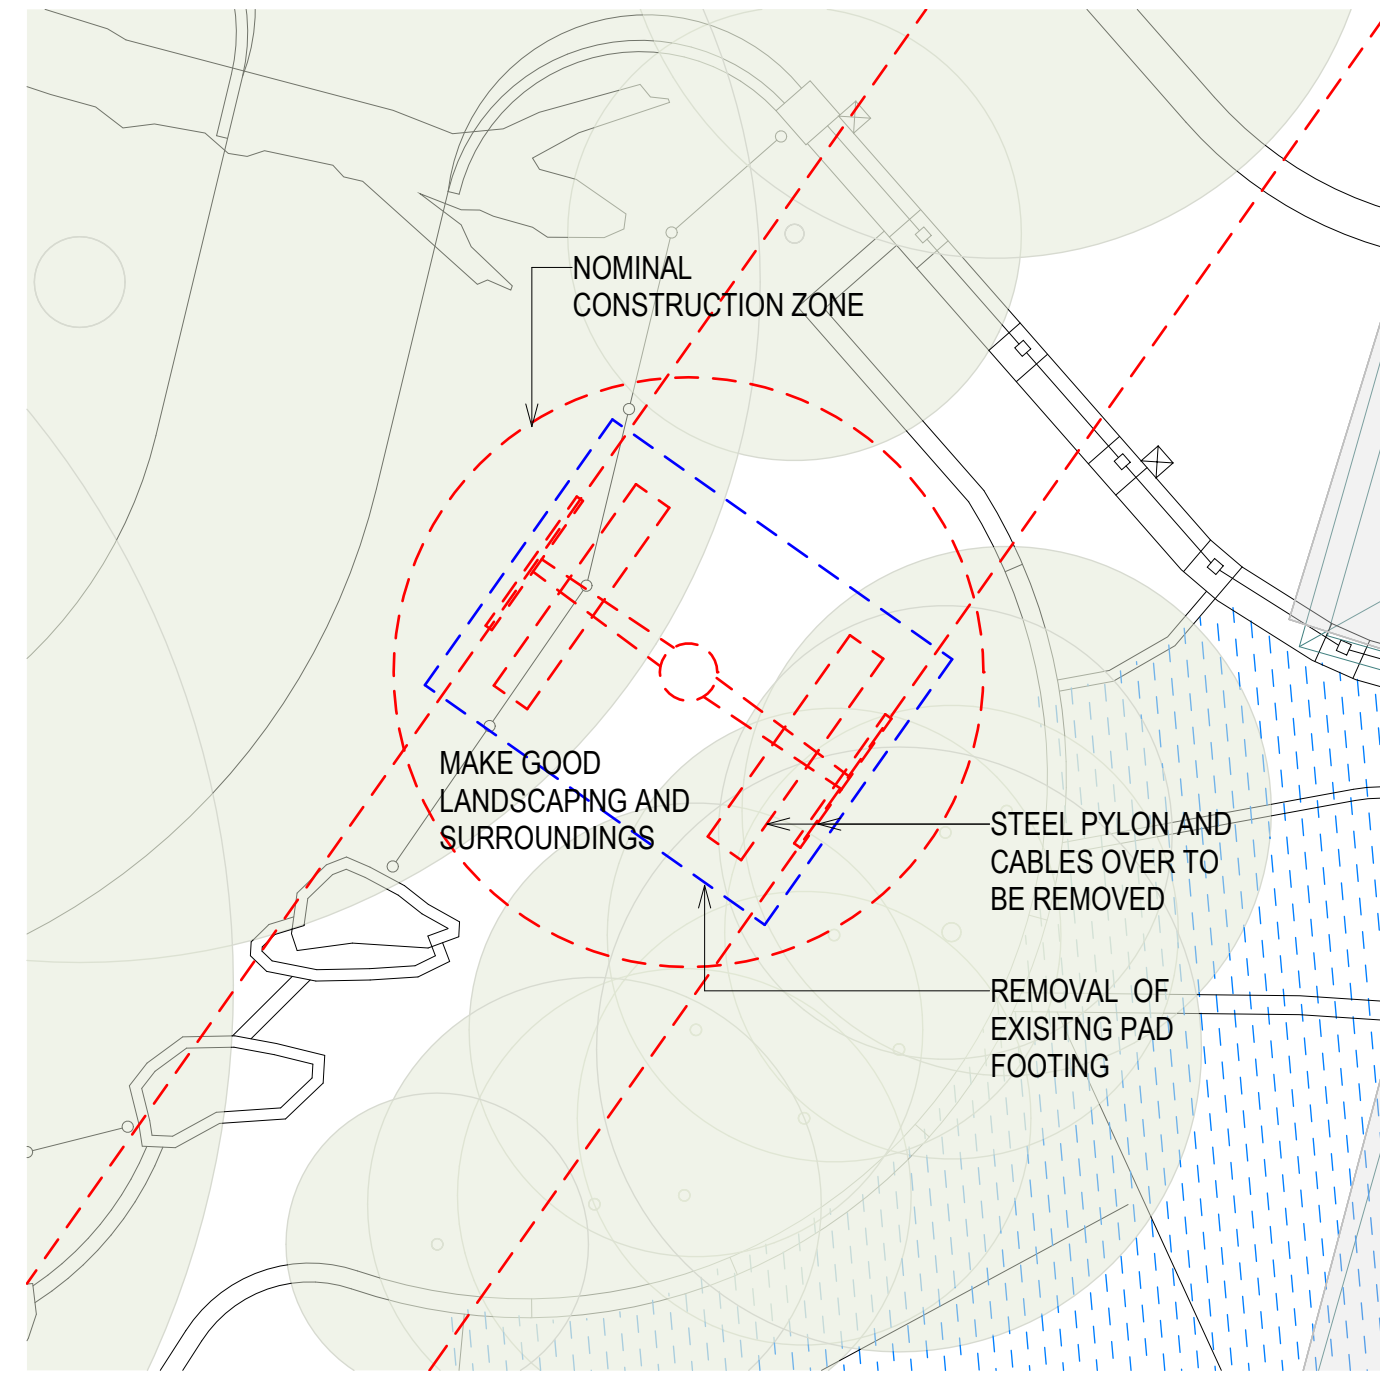 NOMINAL
CONSTRUCTION ZONE
MAKE GOOD
LANDSCAPING AND
SURROUNDINGS
STEEL PYLON AND
CABLES OVER TO
BE REMOVED
REMOVAL OF
EXISITNG PAD
FOOTING